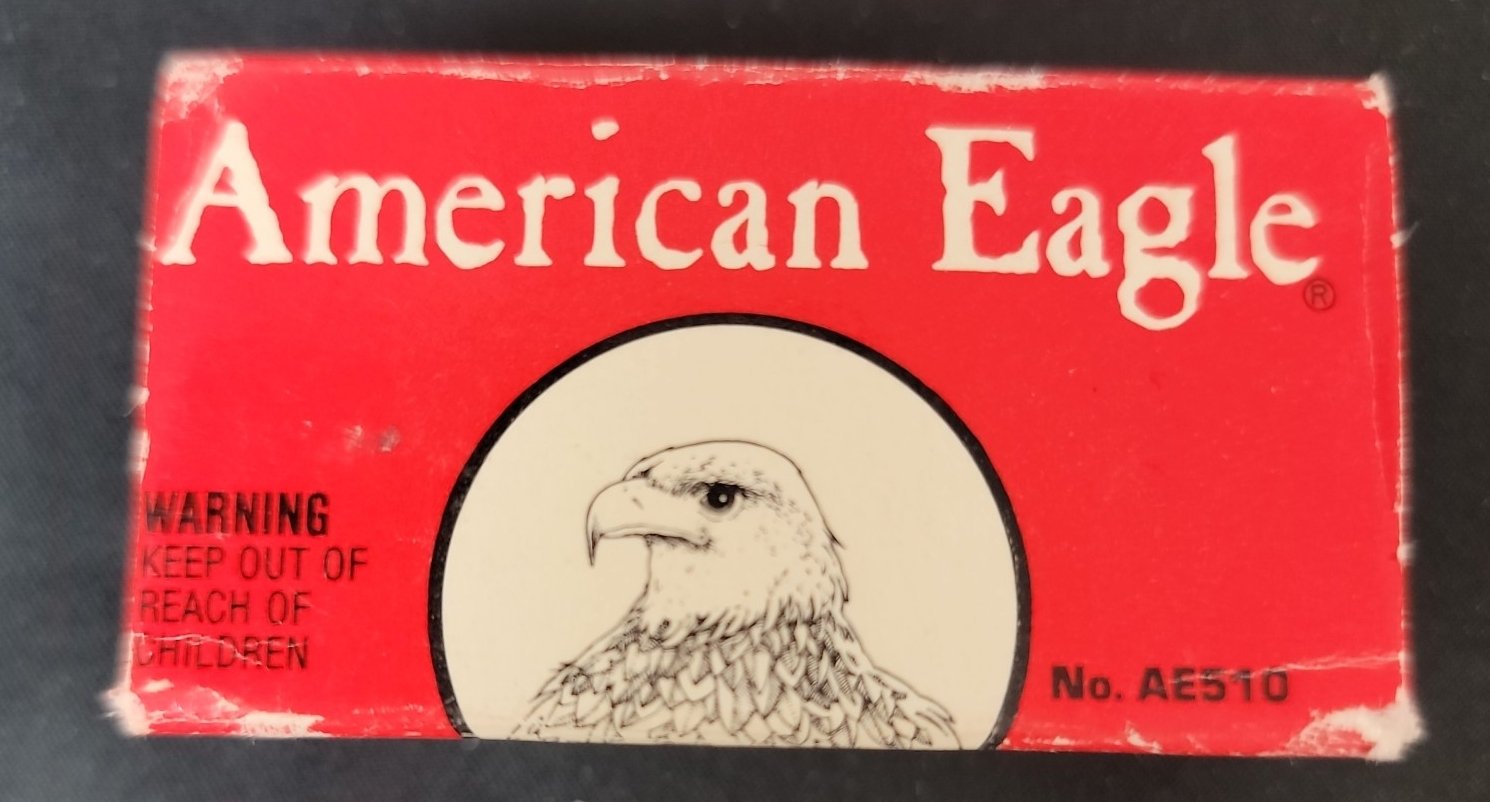 American Eagle®
WARNING
KEEP OUT OF
REACH OF
CHILDREN
No. AE510